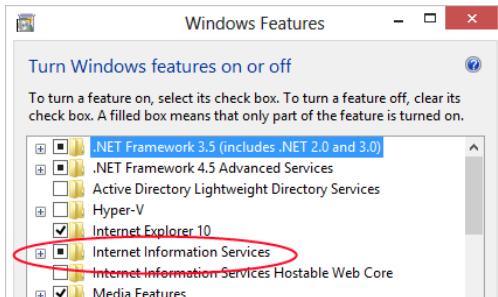 Windows Features
Turn Windows features on or off
To turn a feature on, select its check box. To turn a feature off, clear its
check box. A filled box means that only part of the feature is turned on.
.NET Framework 3.5 (includes .NET 2.0 and 3.0)
.NET Framework 4.5 Advanced Services
Active Directory Lightweight Directory Services
Hyper-V
Internet Explorer 10
Internet Information Services
Internet Information Services Hostable Web Core
Media Features